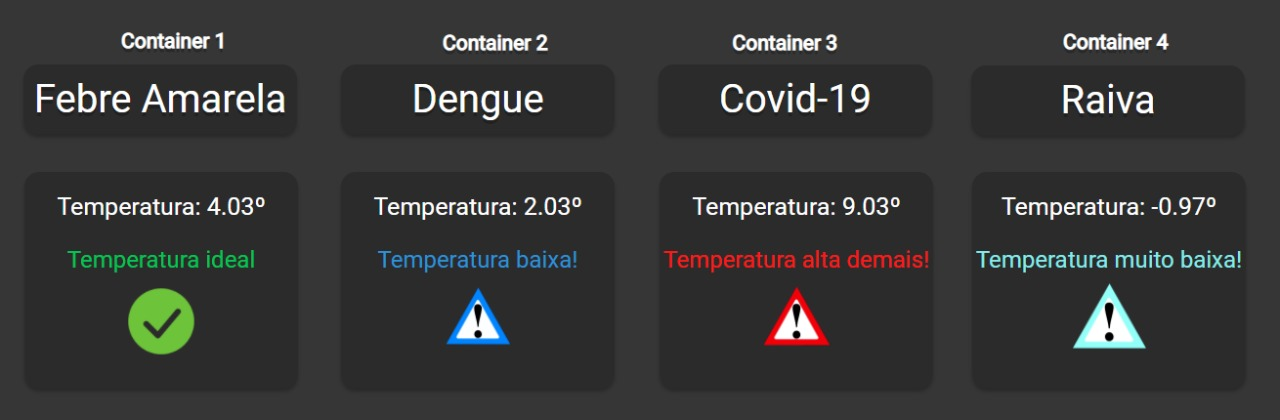 Container 1
Febre Amarela
Temperatura: 4.03º
Temperatura ideal
Container 2
Dengue
Temperatura: 2.03º
Temperatura baixa!
Container 3
Covid-19
Temperatura: 9.03º
Temperatura alta demais!
Container 4
Raiva
Temperatura: -0.97º
Temperatura muito baixa!